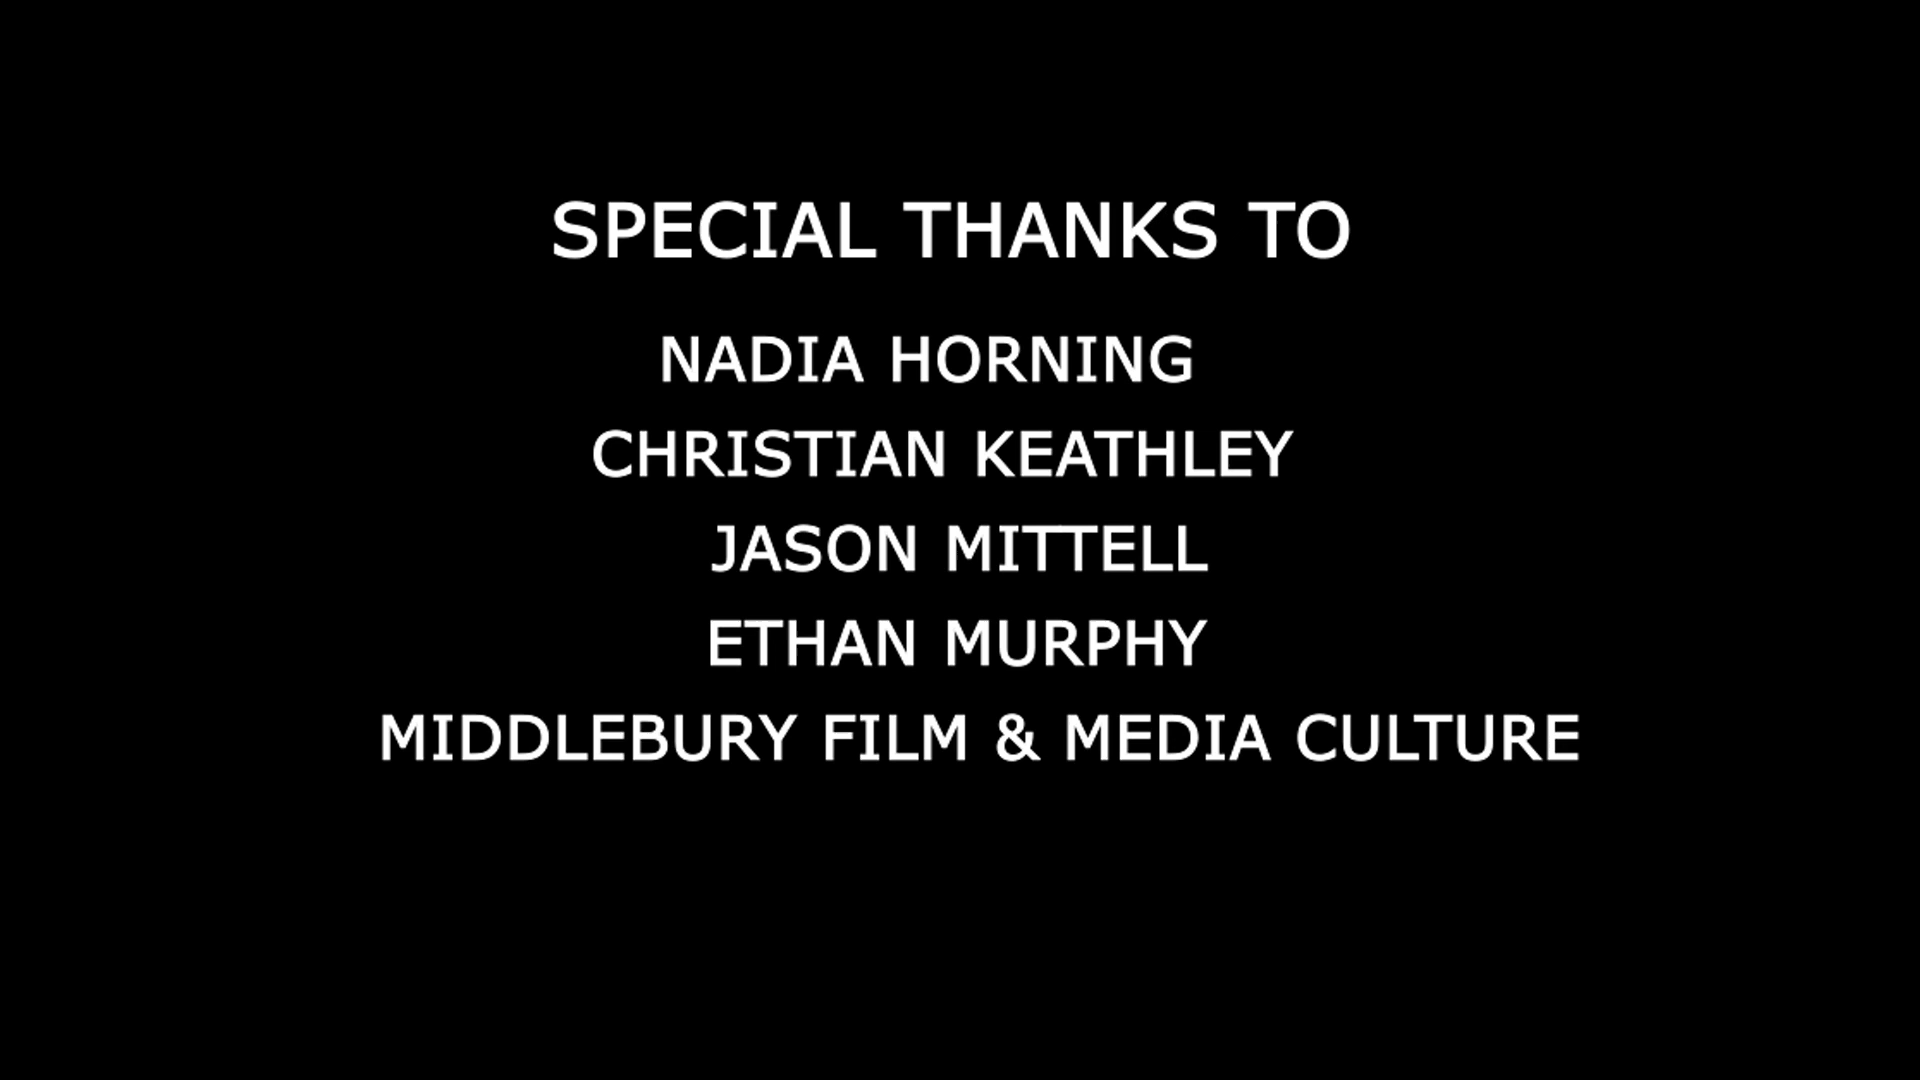 SPECIAL THANKS TO
NADIA HORNING
CHRISTIAN KEATHLEY
JASON MITTELL
ETHAN MURPHY
MIDDLEBURY FILM & MEDIA CULTURE